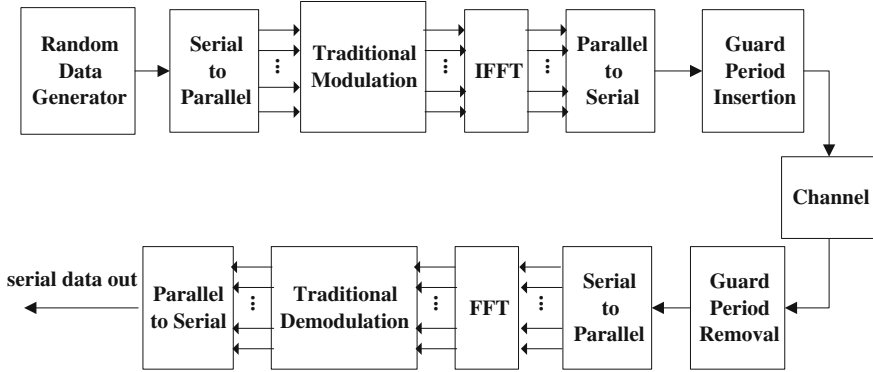 Random
Data
Generator
Serial
to
Parallel
Traditional
Modulation
IFFT
Parallel
to
Serial
Guard
Period
Insertion
Channel
serial data out
Parallel
to Serial
Traditional
Demodulation
FFT
Serial
to
Parallel
Guard
Period
Removal